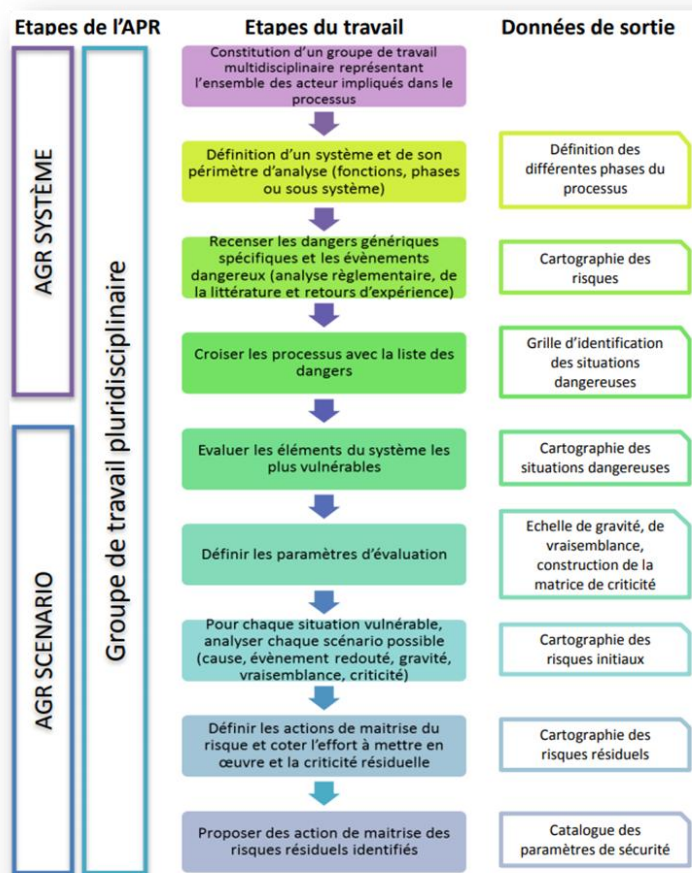 Etapes de l'APR
Etapes du travail
Données de sortie
AGR SYSTÈME
AGR SCENARIO
Groupe de travail pluridisciplinaire
Constitution d'un groupe de travail
multidisciplinaire représentant
l'ensemble des acteur impliqués dans le
processus
Définition d'un système et de son
périmètre d'analyse (fonctions, phases
ou sous système)
Définition des
différentes phases du
processus
Recenser les dangers génériques
spécifiques et les évènements
dangereux (analyse règlementaire, de
la littérature et retours d'expérience)
Cartographie des
risques
Croiser les processus avec la liste des
dangers
Grille d'identification
des situations
dangereuses
Evaluer les éléments du système les
plus vulnérables
Cartographie des
situations dangereuses
Définir les paramètres d'évaluation
Echelle de gravité, de
vraisemblance,
construction de la
matrice de criticité
Pour chaque situation vulnérable,
analyser chaque scénario possible
(cause, évènement redouté, gravité,
vraisemblance, criticité)
Cartographie des
risques initiaux
Définir les actions de maitrise du
risque et coter l'effort à mettre en
œuvre et la criticité résiduelle
Cartographie des
risques résiduels
Proposer des action de maitrise des
risques résiduels identifiés
Catalogue des
paramètres de sécurité